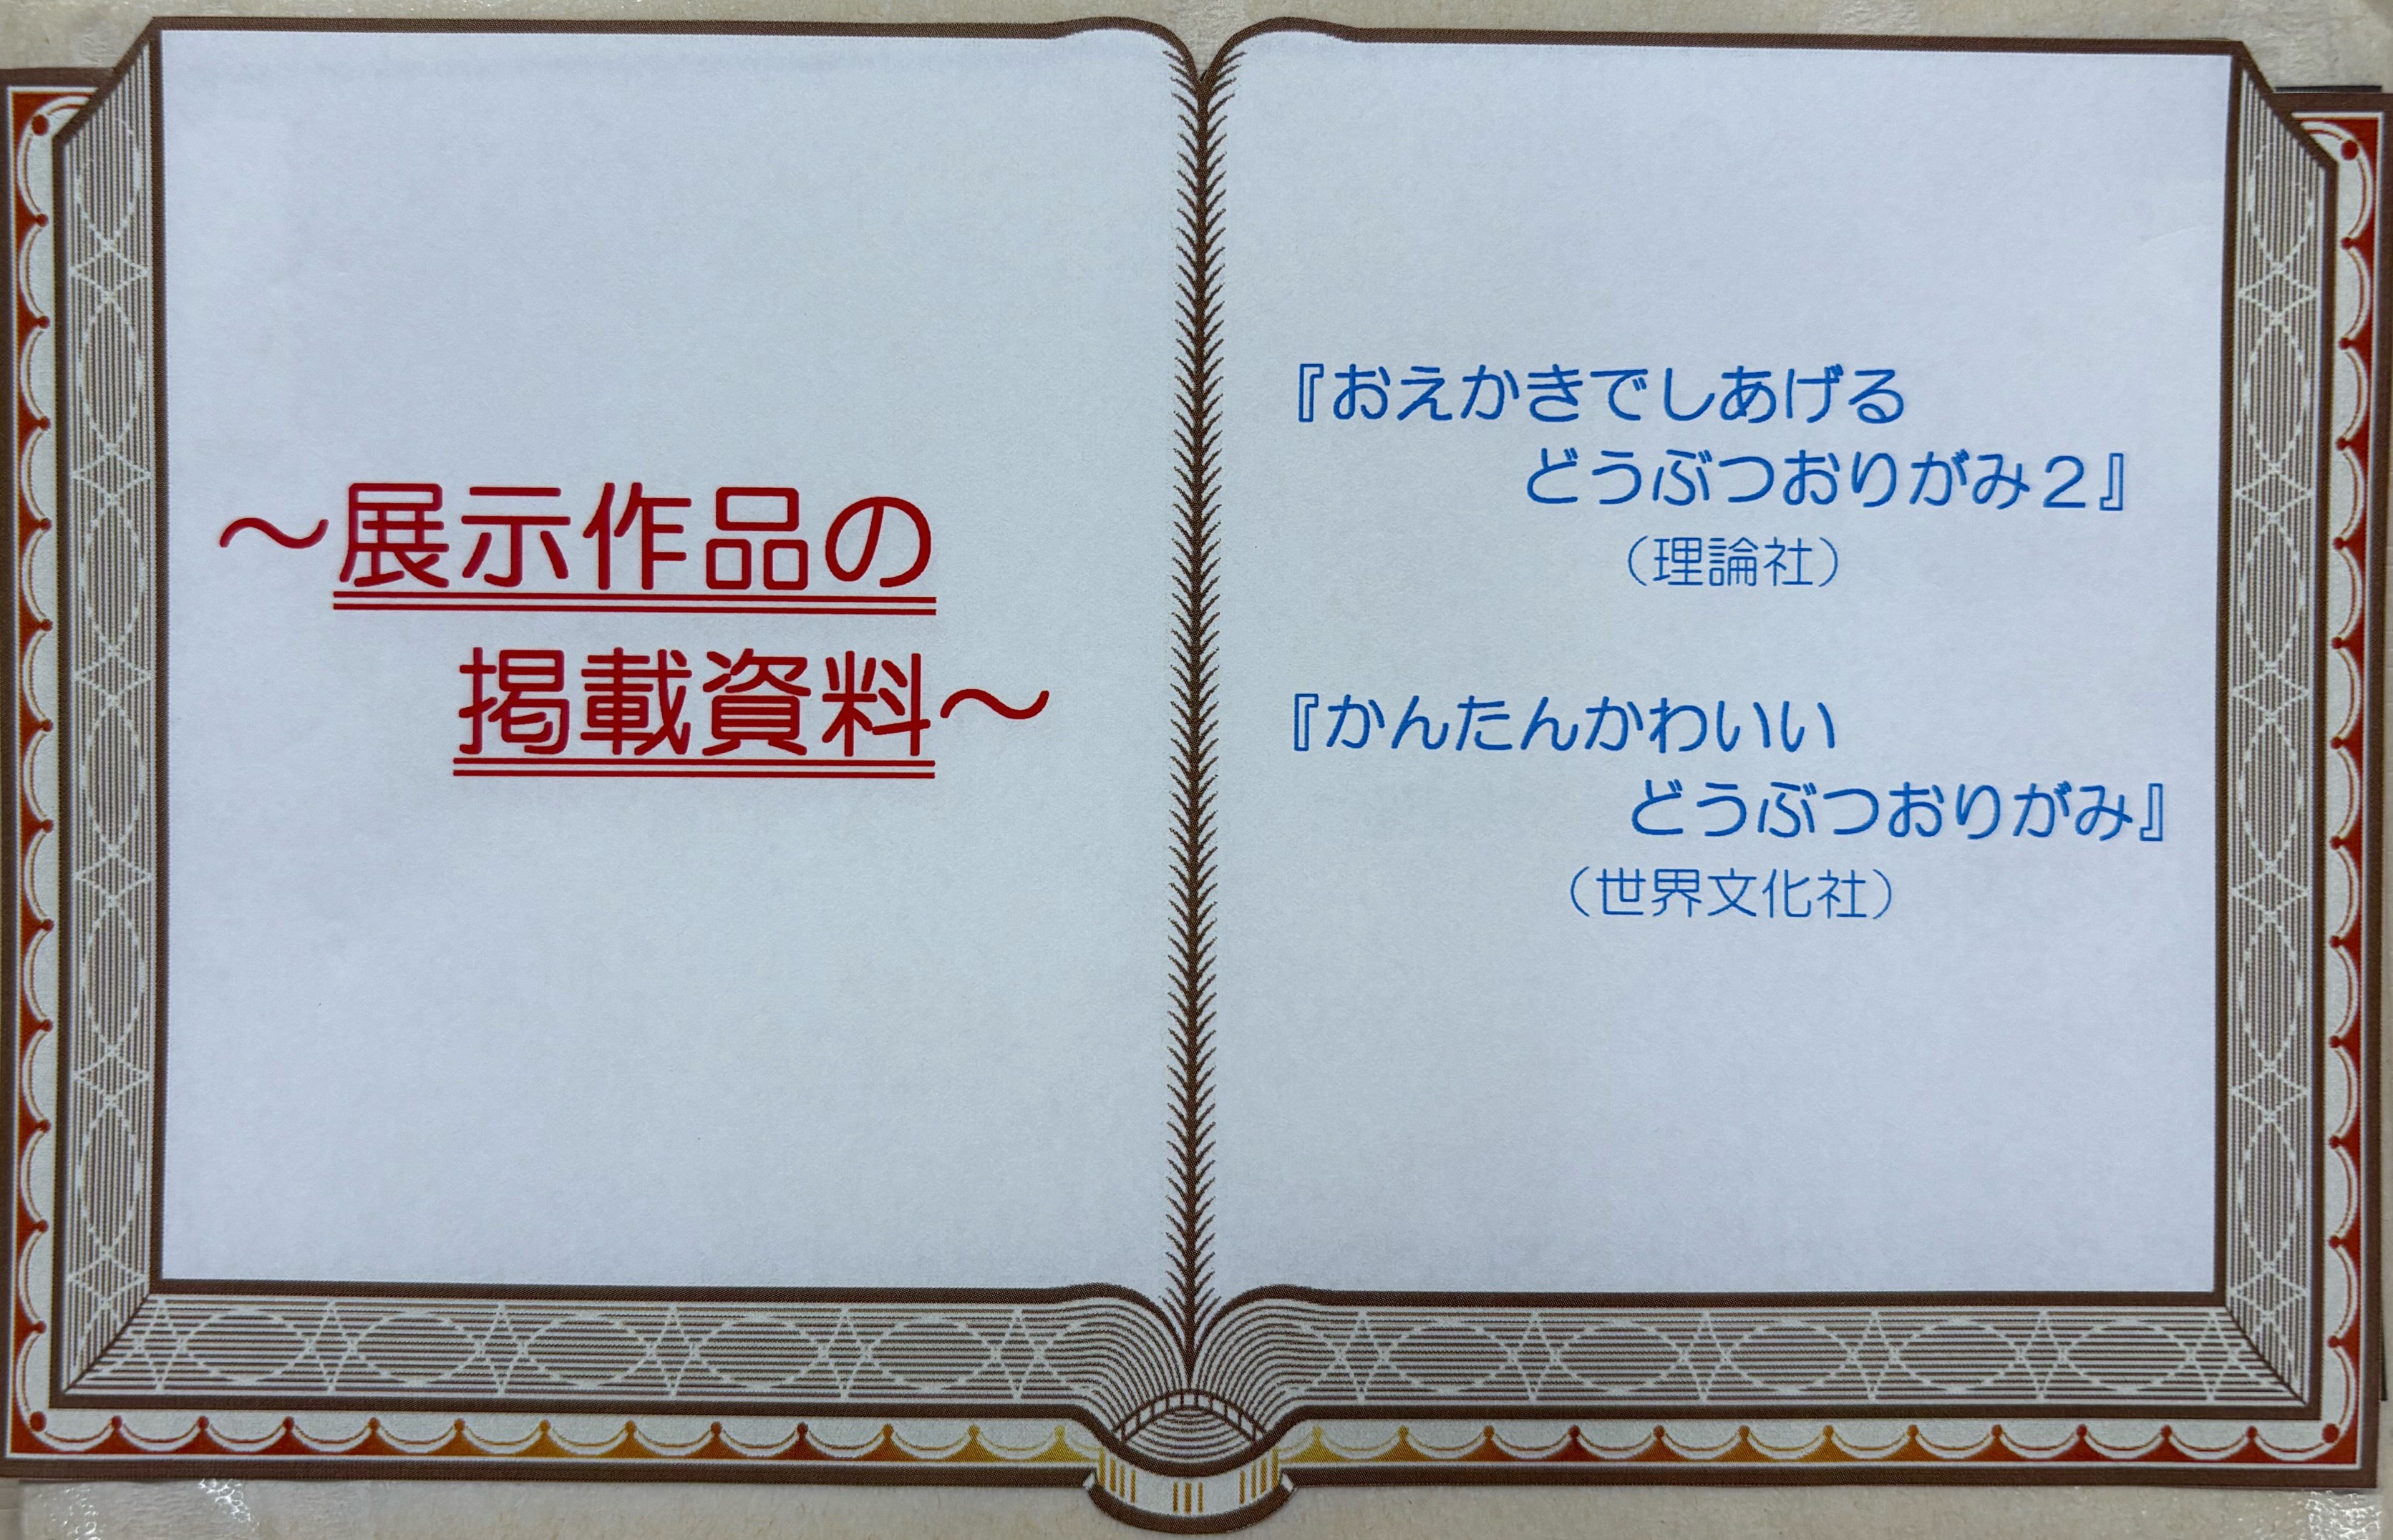 ～展示作品の
掲載資料～
『おえかきでしあげる
どうぶつおりがみ２』
（理論社）
『かんたんかわいい
どうぶつおりがみ』
（世界文化社）